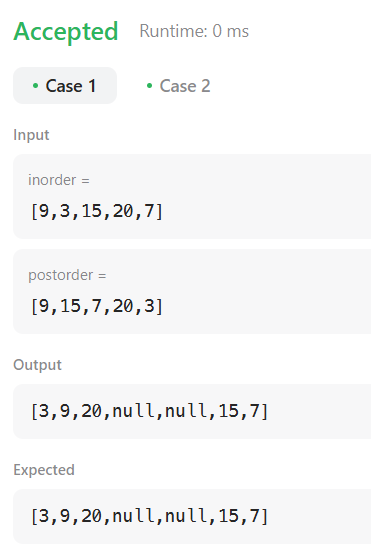 Accepted Runtime: 0 ms
• Case 1 • Case 2
Input
inorder =
[9,3,15,20,7]
postorder =
[9,15,7,20,3]
Output
[3,9,20,null,null,15,7]
Expected
[3,9,20,null,null,15,7]